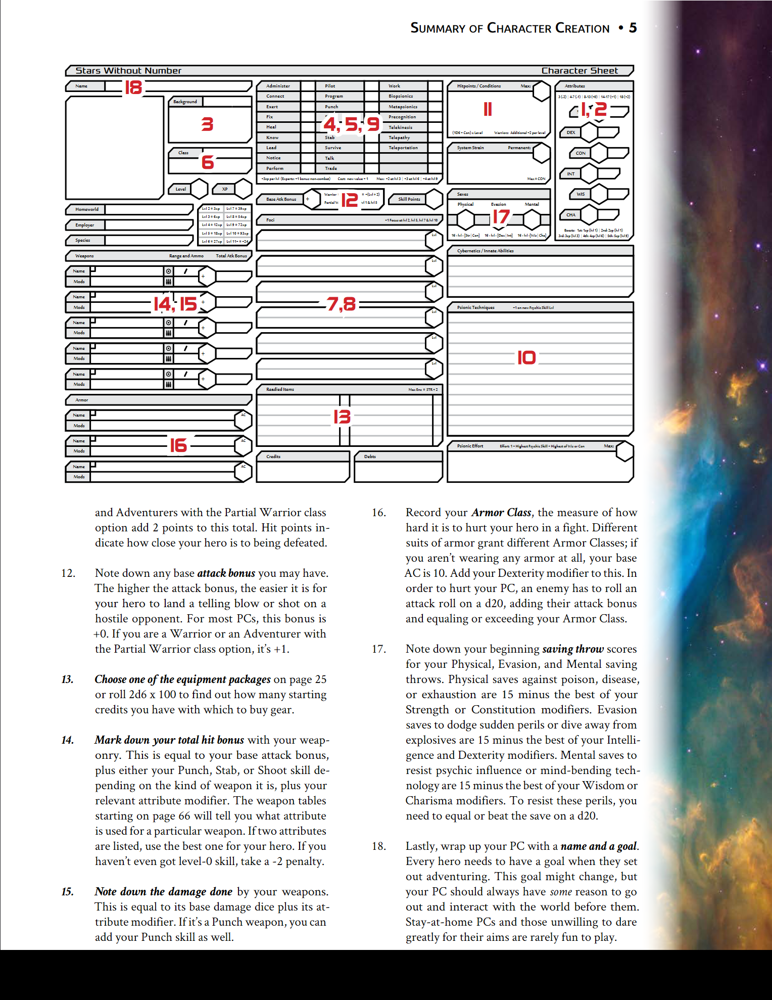 SUMMARY OF CHARACTER CREATION • 5
Stars Without Number
Character Sheet
Name
18
Background
3
Class
6
Level
XP
Homeworld
Employer
Species
Lvl 2 = 3xp Lvl 7 = 39xp
Lvl 3 = 6xp Lvl 8 = 54xp
Lvl 4 = 12xp Lvl 9 = 72xp
Lvl 5 = 18xp Lvl 10 = 93xp
Lvl 6 = 27xp Lvl 11+ = +24
Weapons Range and Ammo Total Atk Bonus
Name / +
Mods
Name +
Mods
14, 15
Name / +
Mods
Name / +
Mods
Name / +
Mods
Armor
Name AC
Mods
Name AC
Mods
16
Name AC
Mods
Administer Pilot Work
Connect Program Biopsionics
Exert Punch Metapsionics
Fix Precognition
4, 5, 9
Heal Telekinesis
Know Stab Telepathy
Lead Survive Teleportation
Notice Talk
Perform Trade
+3sp per lvl (Experts: +1 bonus non-combat) Cost: new value + 1 Max: +2 at lvl 3 | +3 at lvl 6 | +4 at lvl 9
Base Atk Bonus +
Warrior = +(Lvl ÷ 2)
Partial W vl 1 & lvl 5
12
Skill Points
Foci +1 Focus at lvl 2, lvl 5, lvl 7 & lvl 10
Lvl
Lvl
Lvl
7,8
Lvl
Lvl
Lvl
Readied Items Max Enc = STR ÷ 2
13
Credits
Debts
Hitpoints / Conditions Max:
11
(1D6 + Con) x Level Warriors: Additional +2 per level
System Strain Permanent:
Max = CON
Saves
Physical Evasion Mental
17
16 - lvl - [Str | Con] 16 - lvl - [Dex | Int] 16 - lvl - [Wis | Cha]
Attributes
3 (-2) | 4-7 (-1) | 8-13 (+0) | 14-17 (+1) | 18 (+2)
1, 2
DEX
CON
INT
WIS
CHA
Boosts: 1st: 1sp (lvl 1) | 2nd: 2sp (lvl 1)
3rd: 3sp (lvl 3) | 4th: 4sp (lvl 6) | 5th: 5sp (lvl 9)
Cybernetics / Innate Abilities
Psionic Techniques +1 on new Psychic Skill Lvl
10
Psionic Effort Effort: 1 + Highest Psychic Skill + Highest of Wis or Con Max:
and Adventurers with the Partial Warrior class
option add 2 points to this total. Hit points in-
dicate how close your hero is to being defeated.
12. Note down any base attack bonus you may have.
The higher the attack bonus, the easier it is for
your hero to land a telling blow or shot on a
hostile opponent. For most PCs, this bonus is
+0. If you are a Warrior or an Adventurer with
the Partial Warrior class option, it's +1.
13. Choose one of the equipment packages on page 25
or roll 2d6 x 100 to find out how many starting
credits you have with which to buy gear.
14. Mark down your total hit bonus with your weap-
onry. This is equal to your base attack bonus,
plus either your Punch, Stab, or Shoot skill de-
pending on the kind of weapon it is, plus your
relevant attribute modifier. The weapon tables
starting on page 66 will tell you what attribute
is used for a particular weapon. If two attributes
are listed, use the best one for your hero. If you
haven't even got level-0 skill, take a -2 penalty.
15. Note down the damage done by your weapons.
This is equal to its base damage dice plus its at-
tribute modifier. If it's a Punch weapon, you can
add your Punch skill as well.
16. Record your Armor Class, the measure of how
hard it is to hurt your hero in a fight. Different
suits of armor grant different Armor Classes; if
you aren't wearing any armor at all, your base
AC is 10. Add your Dexterity modifier to this. In
order to hurt your PC, an enemy has to roll an
attack roll on a d20, adding their attack bonus
and equaling or exceeding your Armor Class.
17. Note down your beginning saving throw scores
for your Physical, Evasion, and Mental saving
throws. Physical saves against poison, disease,
or exhaustion are 15 minus the best of your
Strength or Constitution modifiers. Evasion
saves to dodge sudden perils or dive away from
explosives are 15 minus the best of your Intelli-
gence and Dexterity modifiers. Mental saves to
resist psychic influence or mind-bending tech-
nology are 15 minus the best of your Wisdom or
Charisma modifiers. To resist these perils, you
need to equal or beat the save on a d20.
18. Lastly, wrap up your PC with a name and a goal.
Every hero needs to have a goal when they set
out adventuring. This goal might change, but
your PC should always have some reason to go
out and interact with the world before them.
Stay-at-home PCs and those unwilling to dare
greatly for their aims are rarely fun to play.